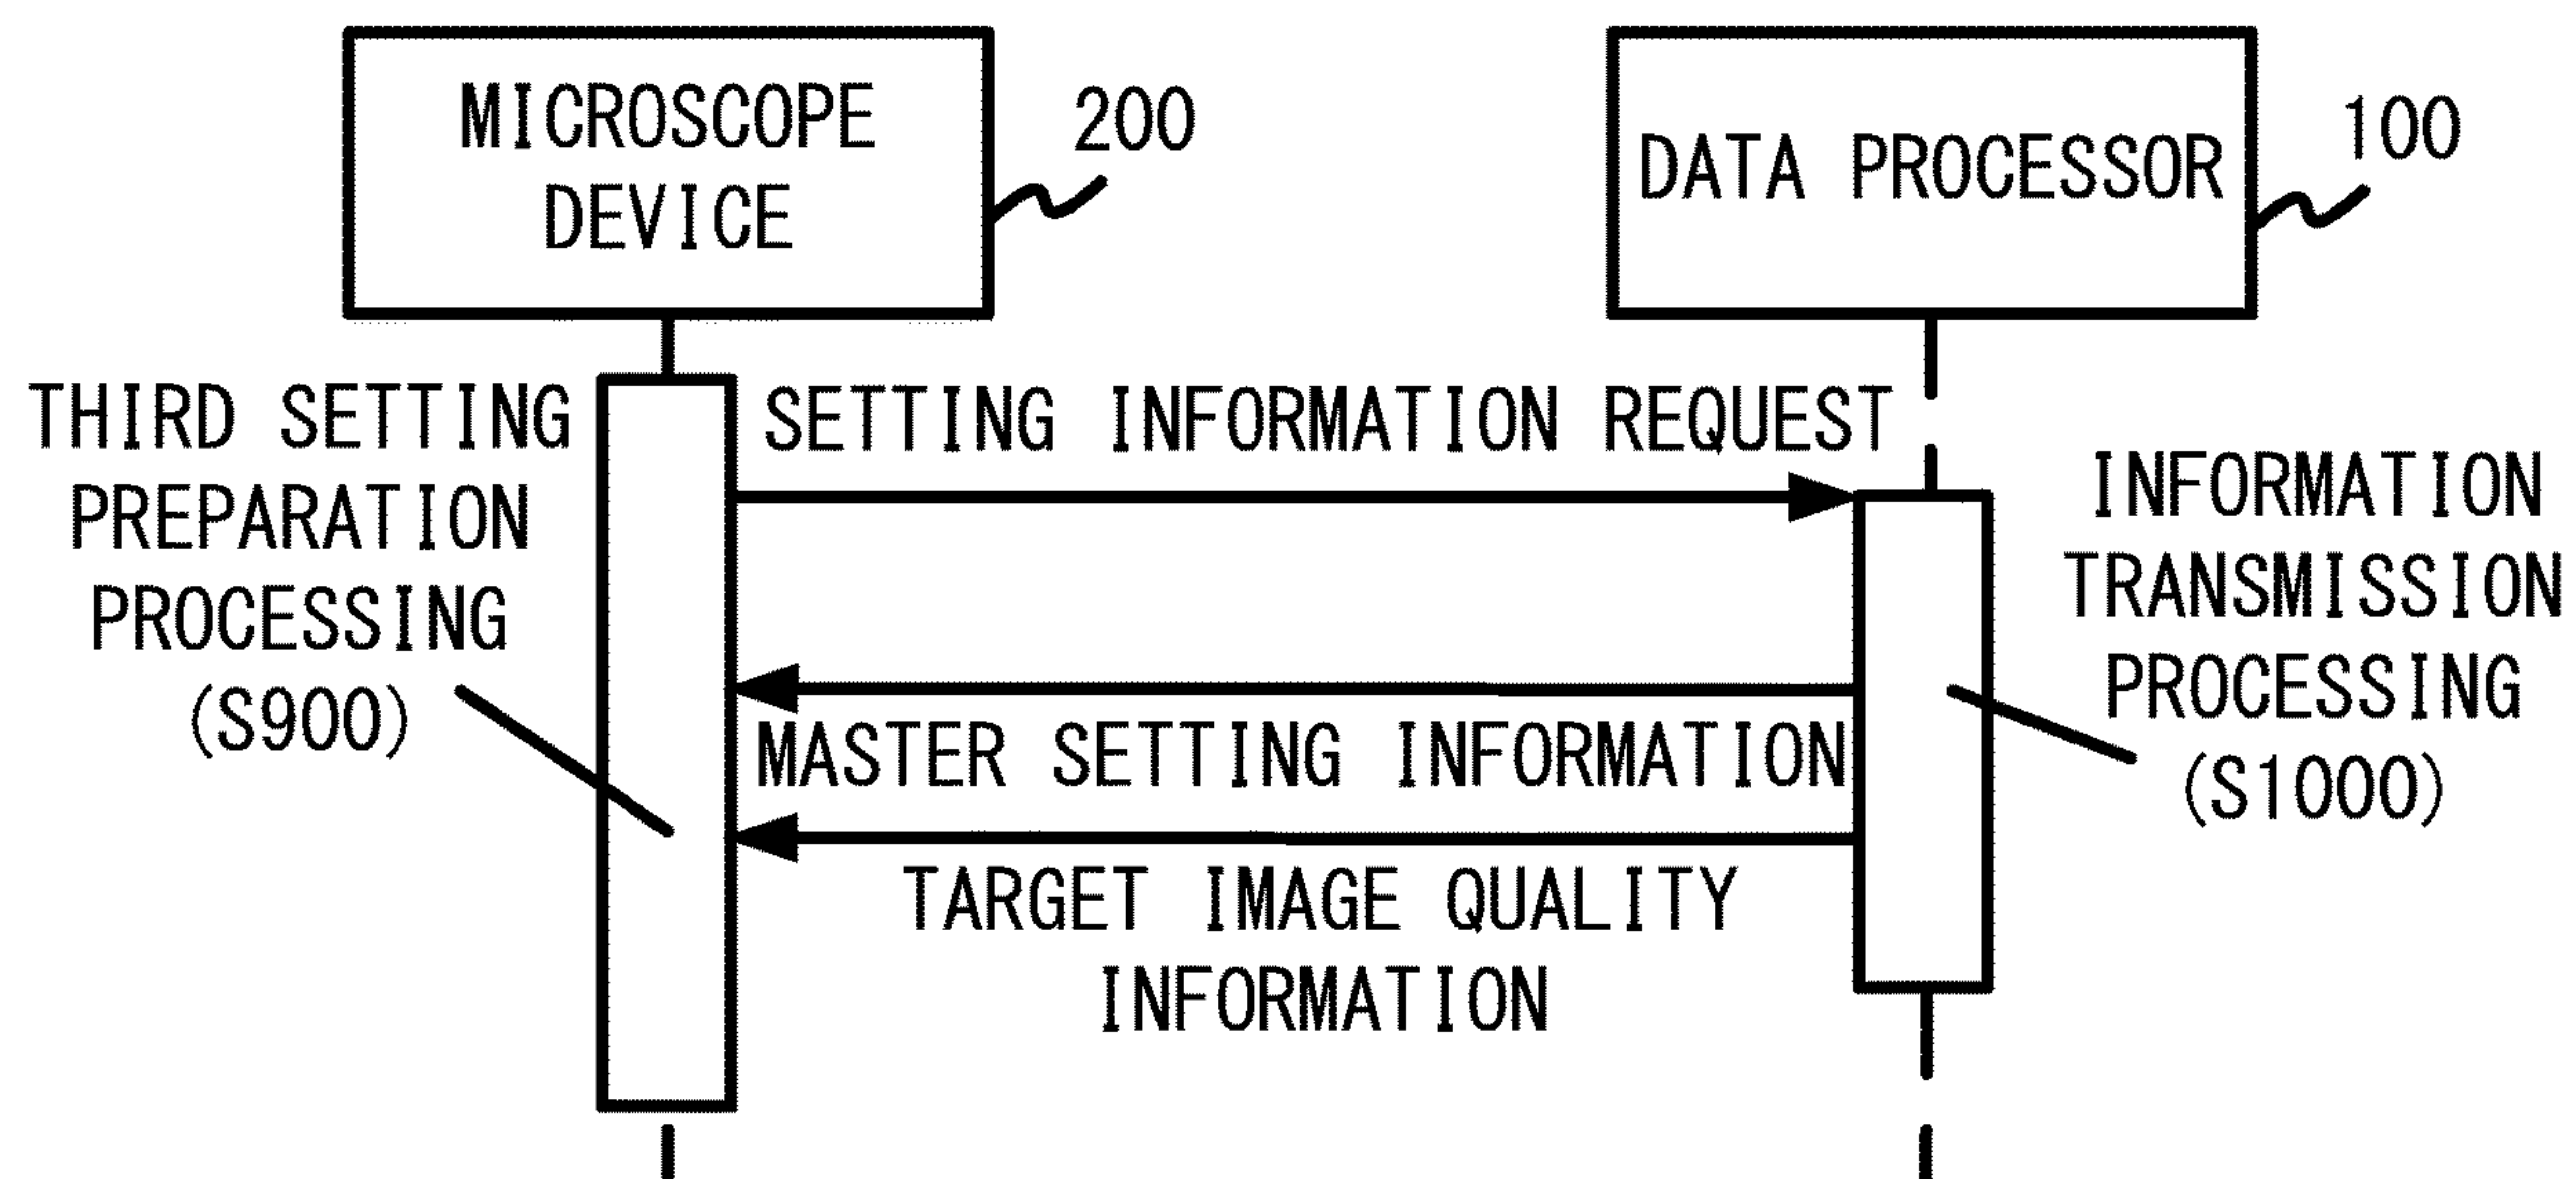 MICROSCOPE
DEVICE
200
DATA PROCESSOR
100
THIRD SETTING
PREPARATION
PROCESSING
(S900)
SETTING INFORMATION REQUEST
MASTER SETTING INFORMATION
TARGET IMAGE QUALITY
INFORMATION
INFORMATION
TRANSMISSION
PROCESSING
(S1000)